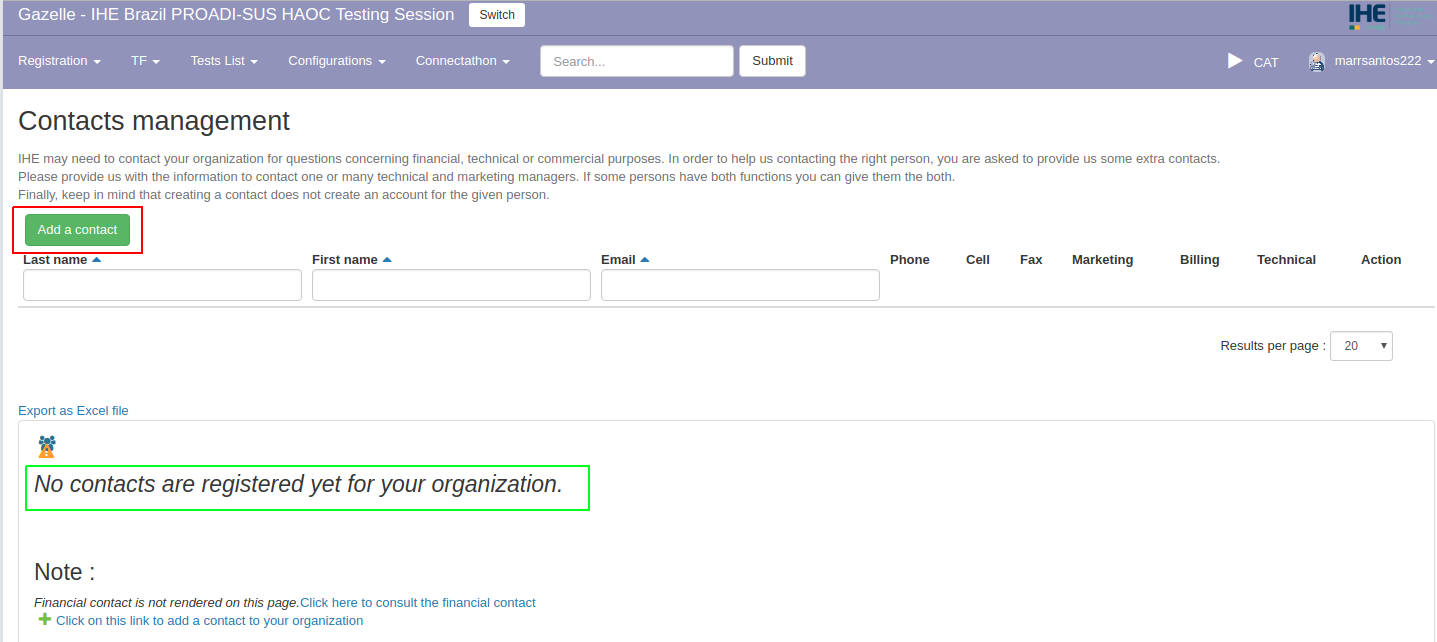 Gazelle - IHE Brazil PROADI-SUS HAOC Testing Session Switch IHE
Registration TF Tests List Configurations Connectathon Search... Submit CAT marrsantos222
Contacts management
IHE may need to contact your organization for questions concerning financial, technical or commercial purposes. In order to help us contacting the right person, you are asked to provide us some extra contacts.
Please provide us with the information to contact one or many technical and marketing managers. If some persons have both functions you can give them the both.
Finally, keep in mind that creating a contact does not create an account for the given person.
Add a contact
Last name First name Email Phone Cell Fax Marketing Billing Technical Action
Results per page : 20
Export as Excel file
No contacts are registered yet for your organization.
Note :
Financial contact is not rendered on this page.Click here to consult the financial contact
Click on this link to add a contact to your organization